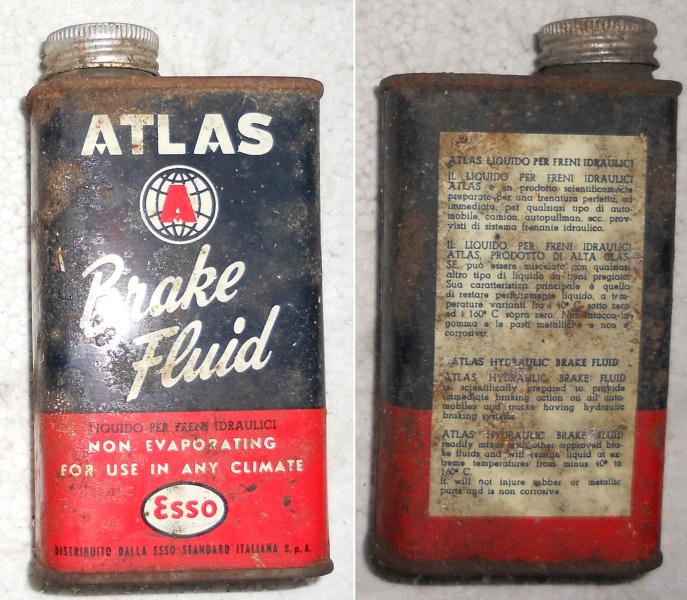 ATLAS
A
Brake
Fluid
LIQUIDO PER FRENI IDRAULICI
NON EVAPORATING
FOR USE IN ANY CLIMATE
Esso
DISTRIBUITO DALLA ESSO STANDARD ITALIANA S.p.A.
ATLAS LIQUIDO PER FRENI IDRAULICI
IL LIQUIDO PER FRENI IDRAULICI
ATLAS è un prodotto scientificamente
preparato per una frenatura perfetta, ed
immediata, per qualsiasi tipo di auto-
mobile, camion, autopullman, ecc. prov-
visti di sistema frenante idraulico.
IL LIQUIDO PER FRENI IDRAULICI
ATLAS, PRODOTTO DI ALTA CLAS-
SE, può essere miscelato con qualsiasi
altro tipo di liquido da freni pregiato.
Sua caratteristica principale è quella
di restare perfettamente liquido, a tem-
perature varianti fra i 40° C sotto zero
ed i 160° C sopra zero. Non intacca la
gomma e le parti metalliche e non è
corrosivo.
ATLAS HYDRAULIC BRAKE FLUID
ATLAS HYDRAULIC BRAKE FLUID
is scientifically prepared to provide
immediate braking action on all auto-
mobiles and trucks having hydraulic
braking systems.
ATLAS HYDRAULIC BRAKE FLUID
readily mixes with other approved bra-
ke fluids and will remain liquid at ex-
treme temperatures from minus 40° to
160° C.
It will not injure rubber or metallic
parts and is non corrosive.